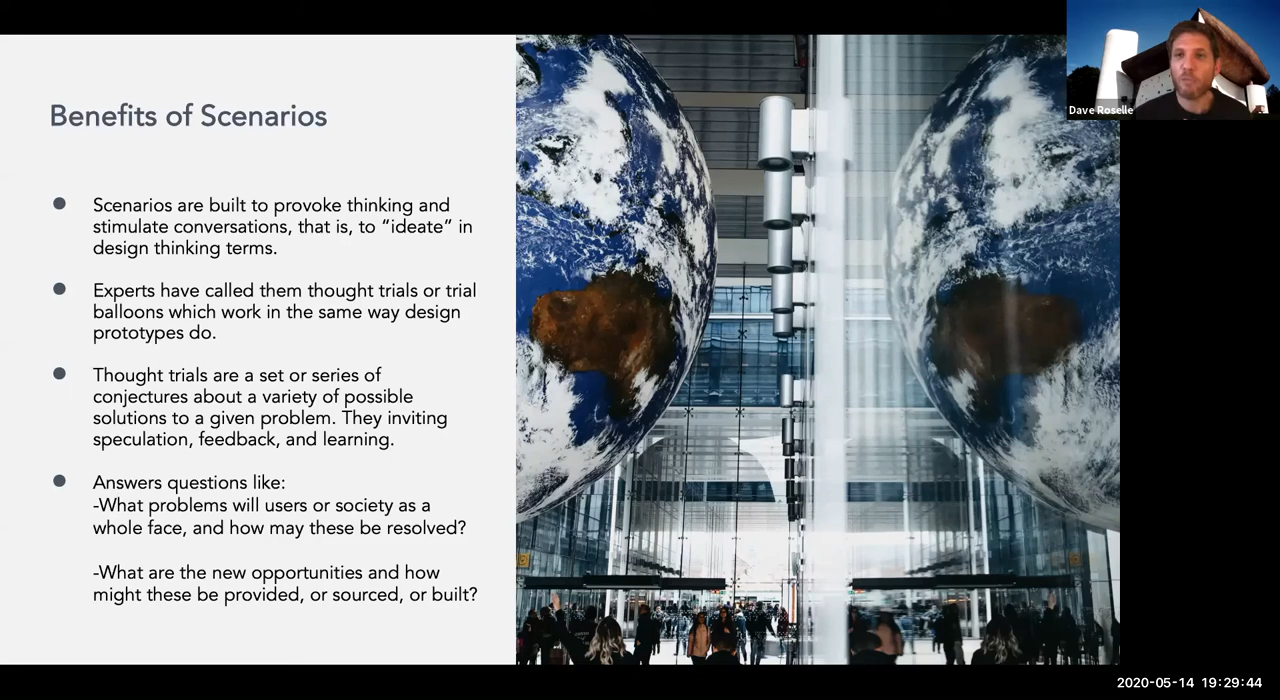 Benefits of Scenarios
Scenarios are built to provoke thinking and
stimulate conversations, that is, to “ideate” in
design thinking terms.
Experts have called them thought trials or trial
balloons which work in the same way design
prototypes do.
Thought trials are a set or series of
conjectures about a variety of possible
solutions to a given problem. They inviting
speculation, feedback, and learning.
Answers questions like:
-What problems will users or society as a
whole face, and how may these be resolved?
-What are the new opportunities and how
might these be provided, or sourced, or built?
Dave Roselle
2020-05-14 19:29:44